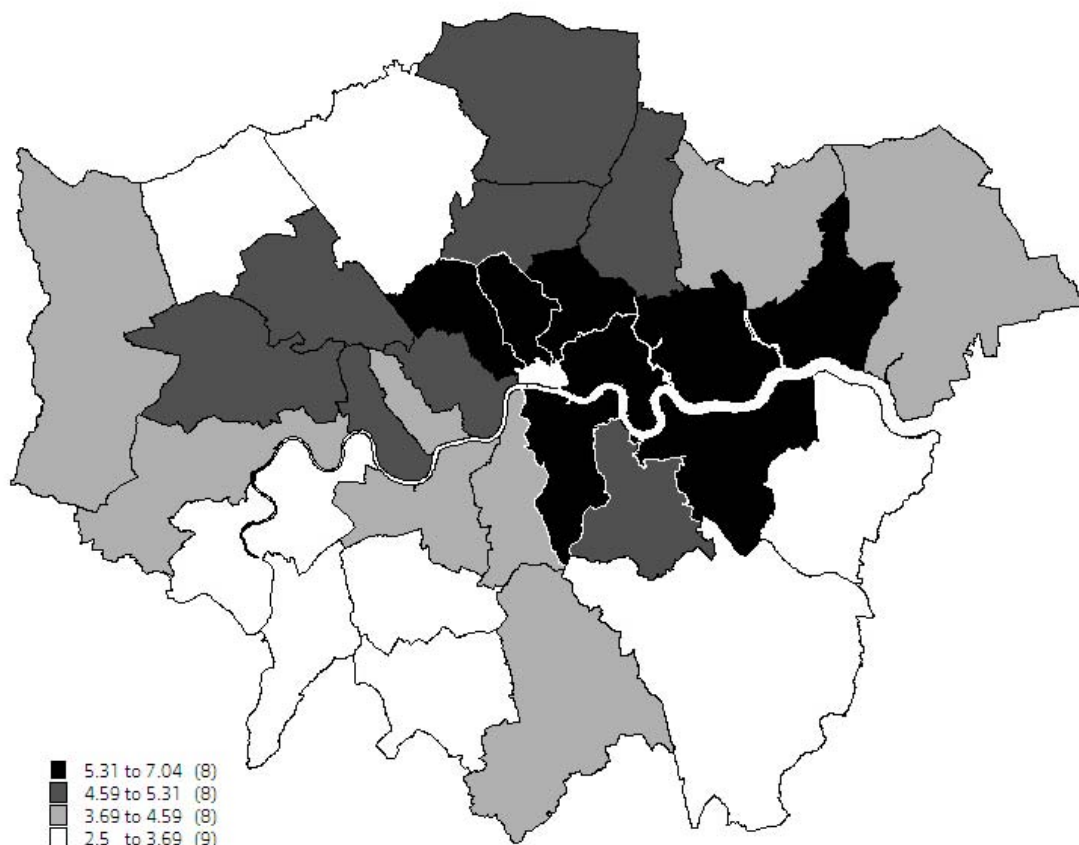 5.31 to 7.04 (8)
4.59 to 5.31 (8)
3.69 to 4.59 (8)
2.5 to 3.69 (9)